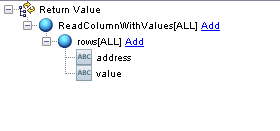 Return Value
ReadColumnWithValues[ALL] Add
rows[ALL] Add
ABC address
ABC value